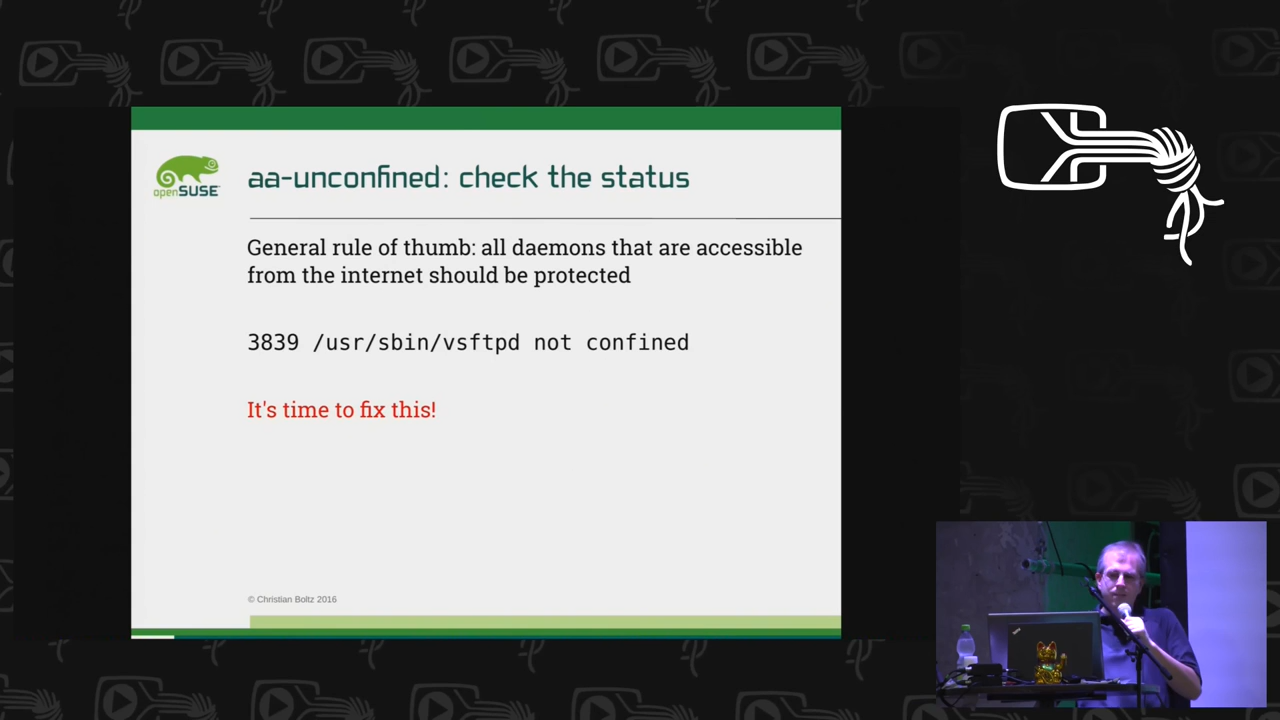 openSUSE
aa-unconfined: check the status
General rule of thumb: all daemons that are accessible
from the internet should be protected
3839 /usr/sbin/vsftpd not confined
It's time to fix this!
© Christian Boltz 2016